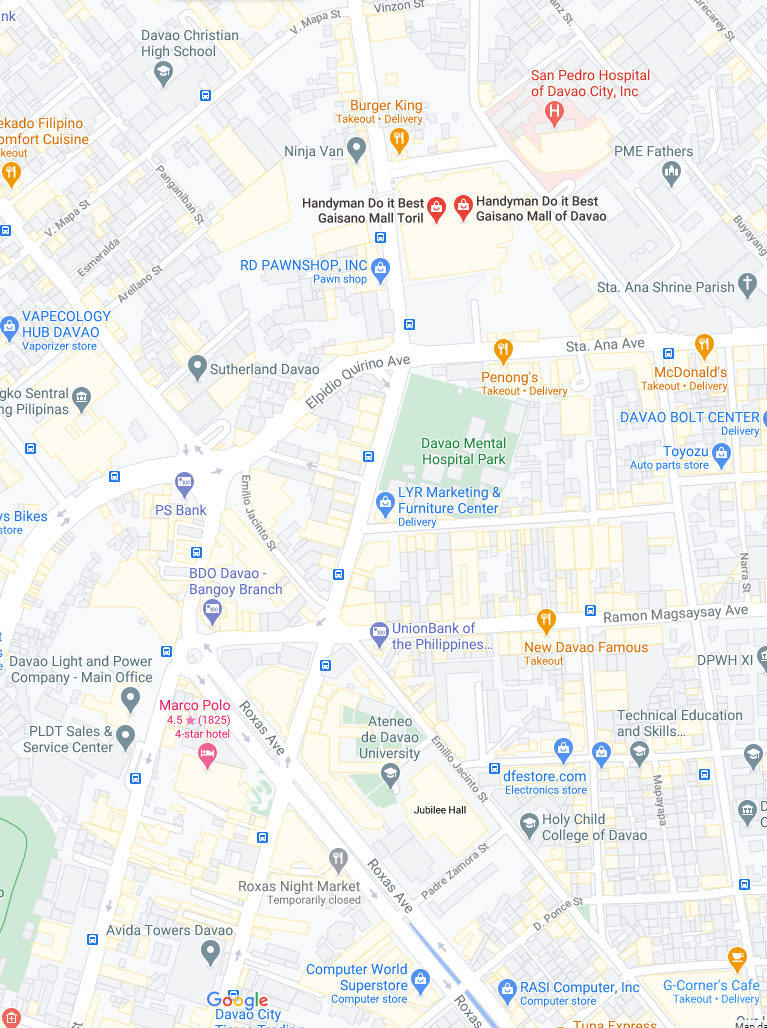 nk
V. Mapa St
Vinzon St
Davao Christian
High School
San Pedro Hospital
of Davao City, Inc
Burger King
Takeout • Delivery
ekado Filipino
omfort Cuisine
keout
Ninja Van
PME Fathers
Panganiban St
Handyman Do it Best
Gaisano Mall Toril
Handyman Do it Best
Gaisano Mall of Davao
V. Mapa St
Esmeralda
Arellano St
Buyayang
RD PAWNSHOP, INC
Pawn shop
Sta. Ana Shrine Parish
VAPECOLOGY
HUB DAVAO
Vaporizer store
Sta. Ana Ave
Sutherland Davao
Elpidio Quirino Ave
Penong's
Takeout • Delivery
McDonald's
Takeout • Delivery
gko Sentral
ng Pilipinas
DAVAO BOLT CENTER
Delivery
Davao Mental
Hospital Park
Toyozu
Auto parts store
PS Bank
LYR Marketing &
Furniture Center
Delivery
ys Bikes
store
Emilio Jacinto St
Narra St
BDO Davao -
Bangoy Branch
Ramon Magsaysay Ave
UnionBank of
the Philippines...
New Davao Famous
Takeout
Davao Light and Power
Company - Main Office
DPWH XI
Marco Polo
4.5 ★ (1825)
4-star hotel
Roxas Ave
PLDT Sales &
Service Center
Ateneo
de Davao
University
Emilio Jacinto St
Technical Education
and Skills...
dfestore.com
Electronics store
Mapayapa
Jubilee Hall
Holy Child
College of Davao
Roxas Night Market
Temporarily closed
Roxas Ave
Padre Zamora St
D. Ponce St
Avida Towers Davao
Computer World
Superstore
Computer store
RASI Computer, Inc
Computer store
G-Corner's Cafe
Takeout • Delivery
Google
Davao City
Roxas
Tuna Express
Map da